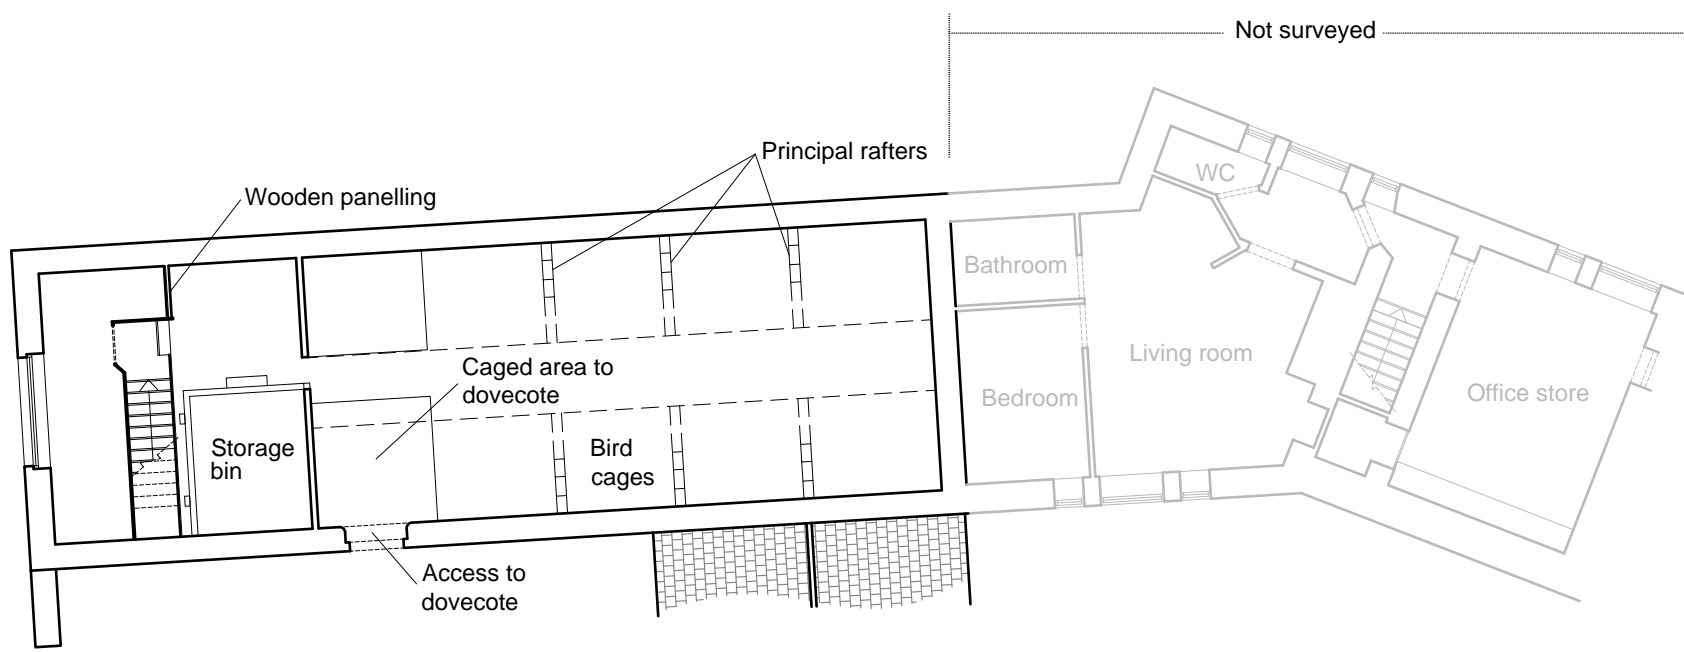 Not surveyed
Principal rafters
WC
Wooden panelling
Bathroom
Living room
Caged area to
dovecote
Bedroom
Office store
Storage
bin
Bird
cages
Access to
dovecote